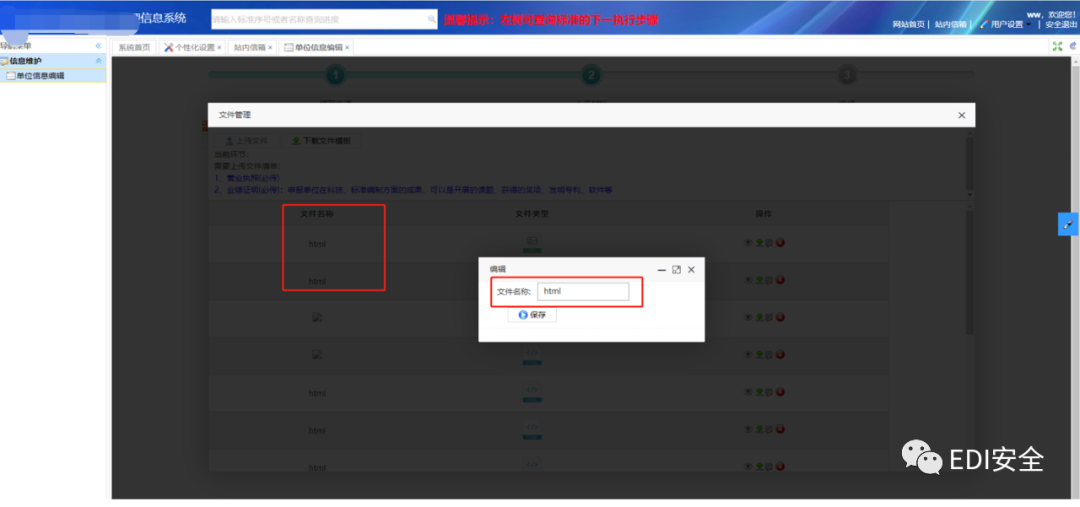 信息系统
请输入标准序号或者名称查询进度
温馨提示：左侧可查询标准的下一执行步骤
ww，欢迎您!
网站首页 | 站内信箱 | 用户设置 | 安全退出
导航菜单
系统首页
个性化设置
站内信箱
单位信息编辑
信息维护
单位信息编辑
1
2
3
文件管理
上传文件
下载文件模板
当前环节：
需要上传文件清单：
1、营业执照(必传)
2、业绩证明(必传)：申报单位在科技、标准编制方面的成果，可以是开展的课题、获得的奖项、发明专利、软件等
文件名称
文件类型
操作
html
html
编辑
文件名称:
html
保存
html
html
html
EDI安全